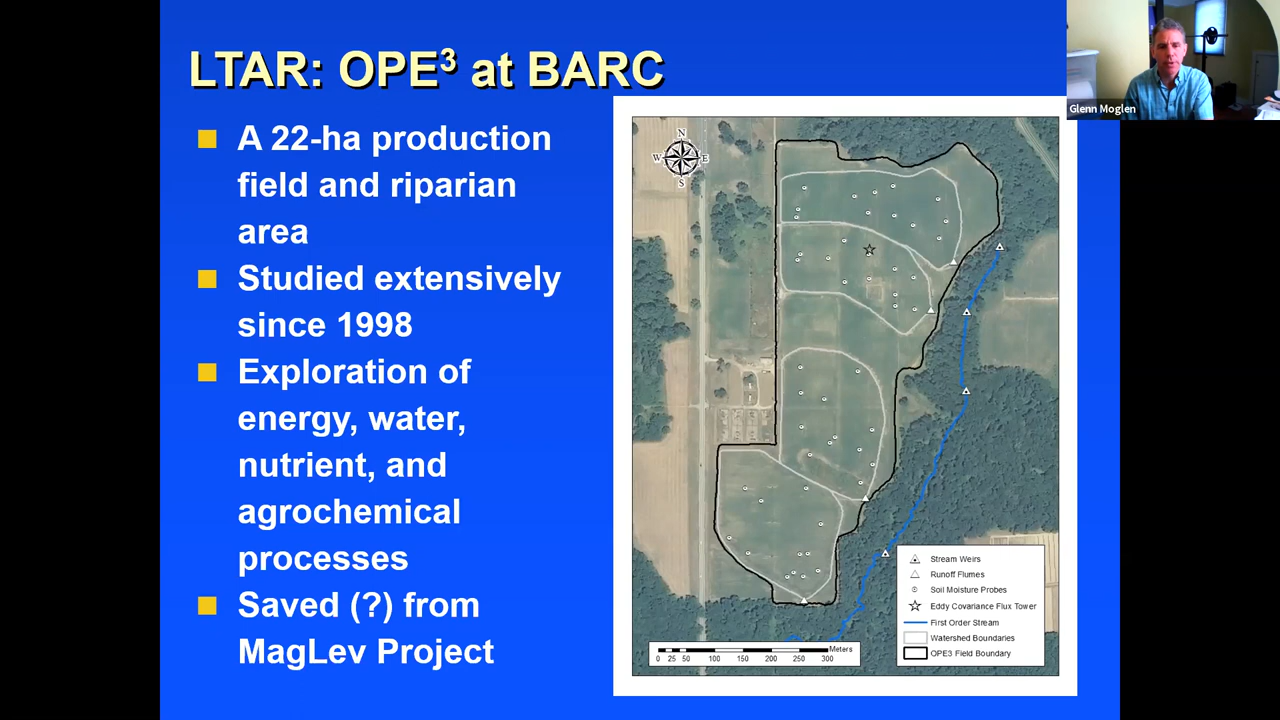 LTAR: OPE³ at BARC
Glenn Moglen
A 22-ha production
field and riparian
area
Studied extensively
since 1998
Exploration of
energy, water,
nutrient, and
agrochemical
processes
Saved (?) from
MagLev Project
N
W E
S
Stream Weirs
Runoff Flumes
Soil Moisture Probes
Eddy Covariance Flux Tower
First Order Stream
Watershed Boundaries
OPE3 Field Boundary
Meters
0 25 50 100 150 200 250 300